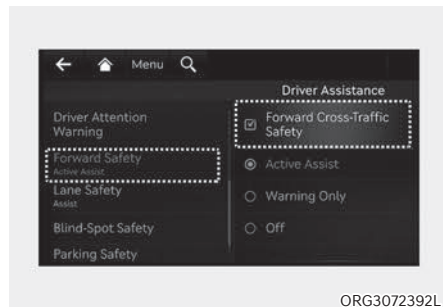 Menu
Driver Assistance
Driver Attention
Warning
Forward Safety
Active Assist
Lane Safety
Assist
Blind-Spot Safety
Parking Safety
Forward Cross-Traffic
Safety
Active Assist
Warning Only
Off
ORG3072392L